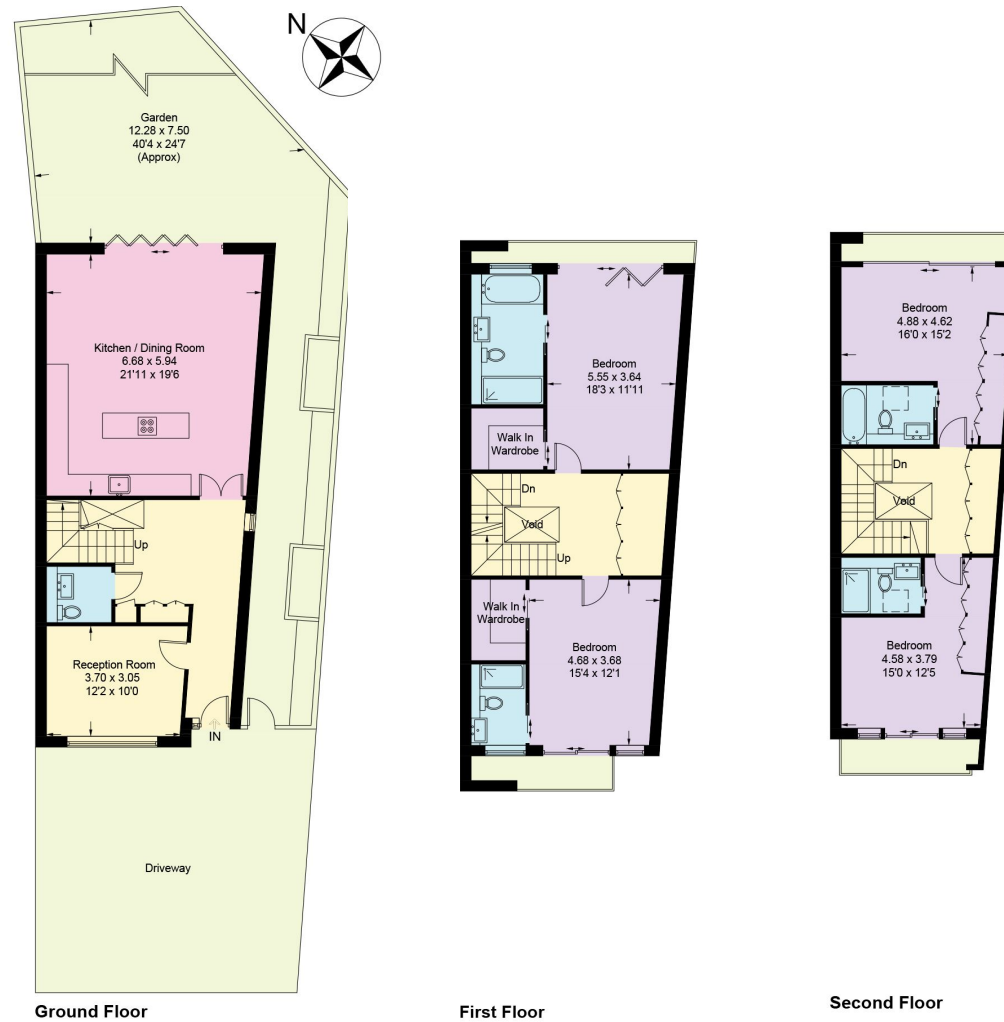 N
Garden
12.28 x 7.50
40'4 x 24'7
(Approx)
Kitchen / Dining Room
6.68 x 5.94
21'11 x 19'6
Up
Reception Room
3.70 x 3.05
12'2 x 10'0
IN
Driveway
Ground Floor
Bedroom
5.55 x 3.64
18'3 x 11'11
Walk In
Wardrobe
Dn
Void
Up
Walk In
Wardrobe
Bedroom
4.68 x 3.68
15'4 x 12'1
First Floor
Bedroom
4.88 x 4.62
16'0 x 15'2
Dn
Void
Bedroom
4.58 x 3.79
15'0 x 12'5
Second Floor